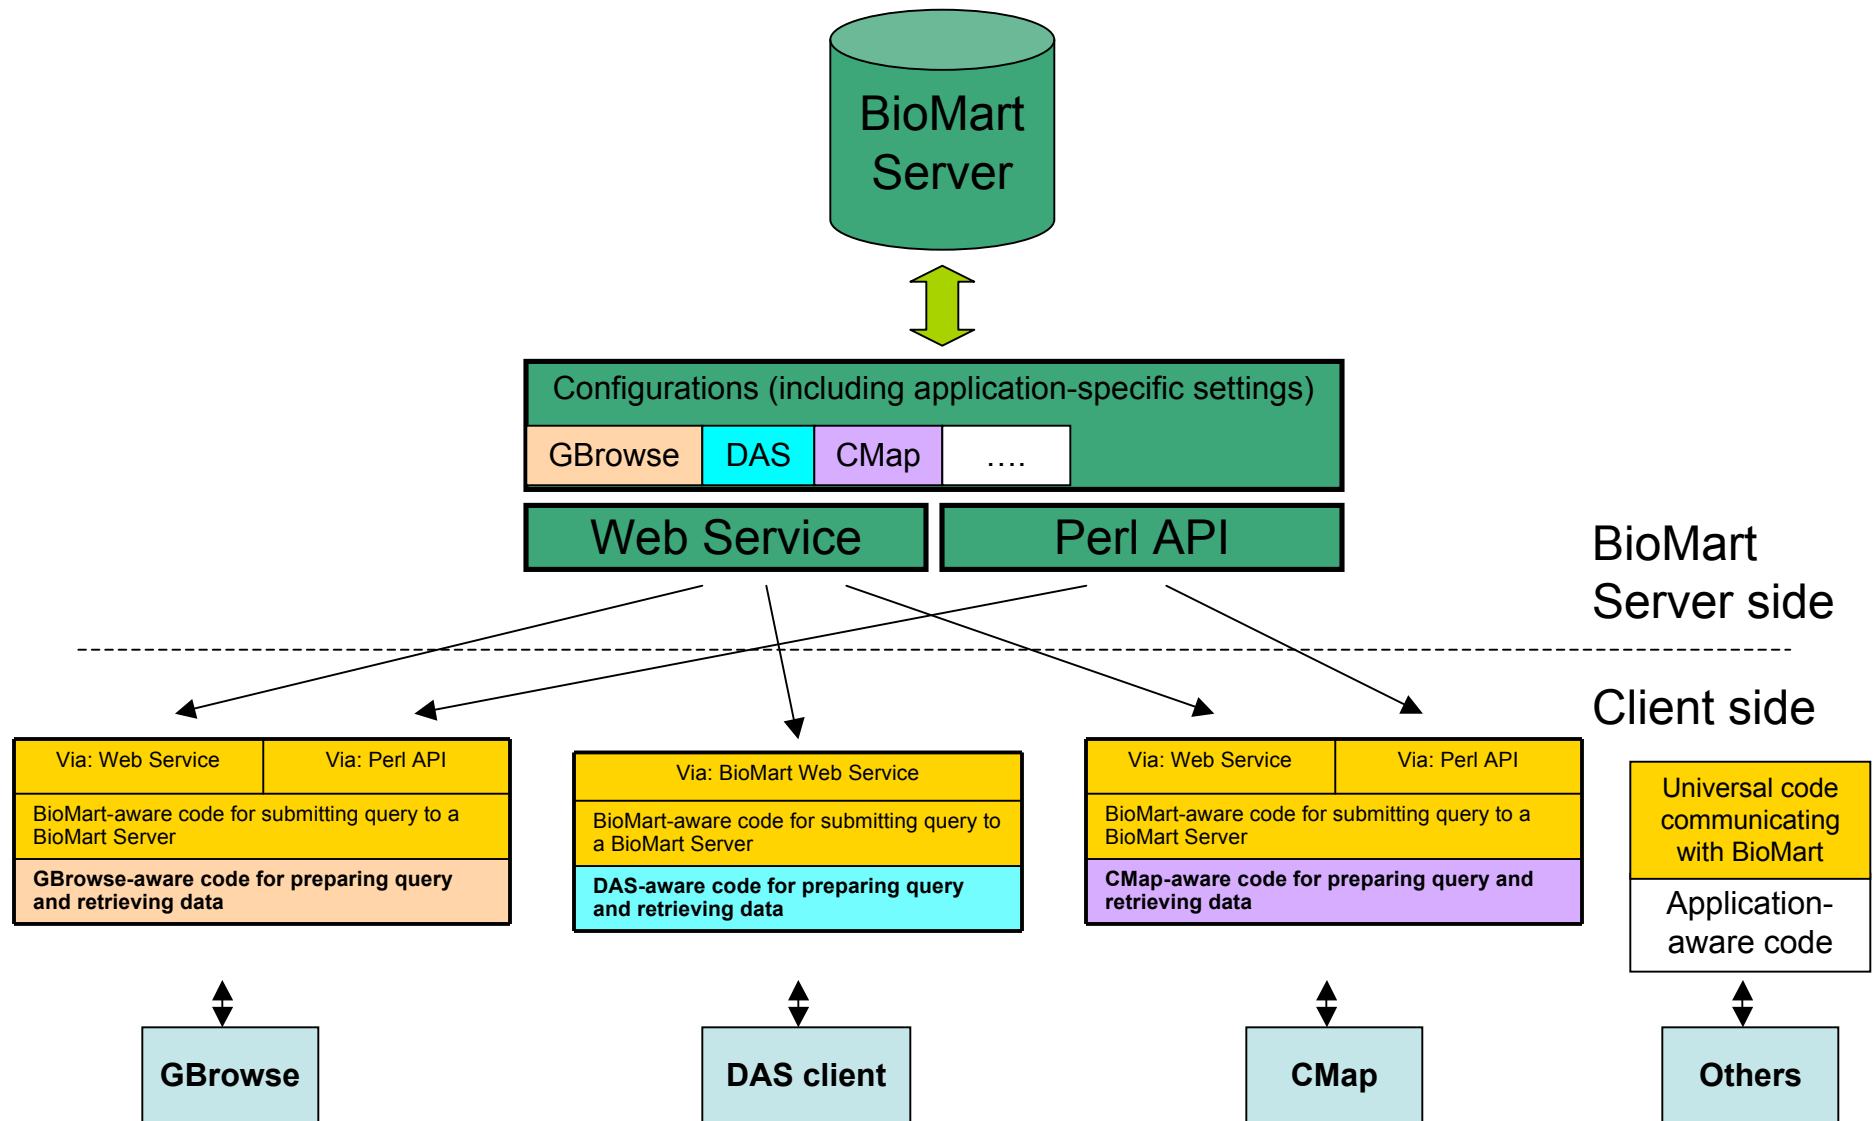 BioMart
Server
Configurations (including application-specific settings)
GBrowse
DAS
CMap
....
Web Service
Perl API
BioMart
Server side
Client side
Via: Web Service
Via: Perl API
BioMart-aware code for submitting query to a
BioMart Server
GBrowse-aware code for preparing query
and retrieving data
Via: BioMart Web Service
BioMart-aware code for submitting query to
a BioMart Server
DAS-aware code for preparing query
and retrieving data
Via: Web Service
Via: Perl API
BioMart-aware code for submitting query to a
BioMart Server
CMap-aware code for preparing query and
retrieving data
Universal code
communicating
with BioMart
Application-
aware code
GBrowse
DAS client
CMap
Others